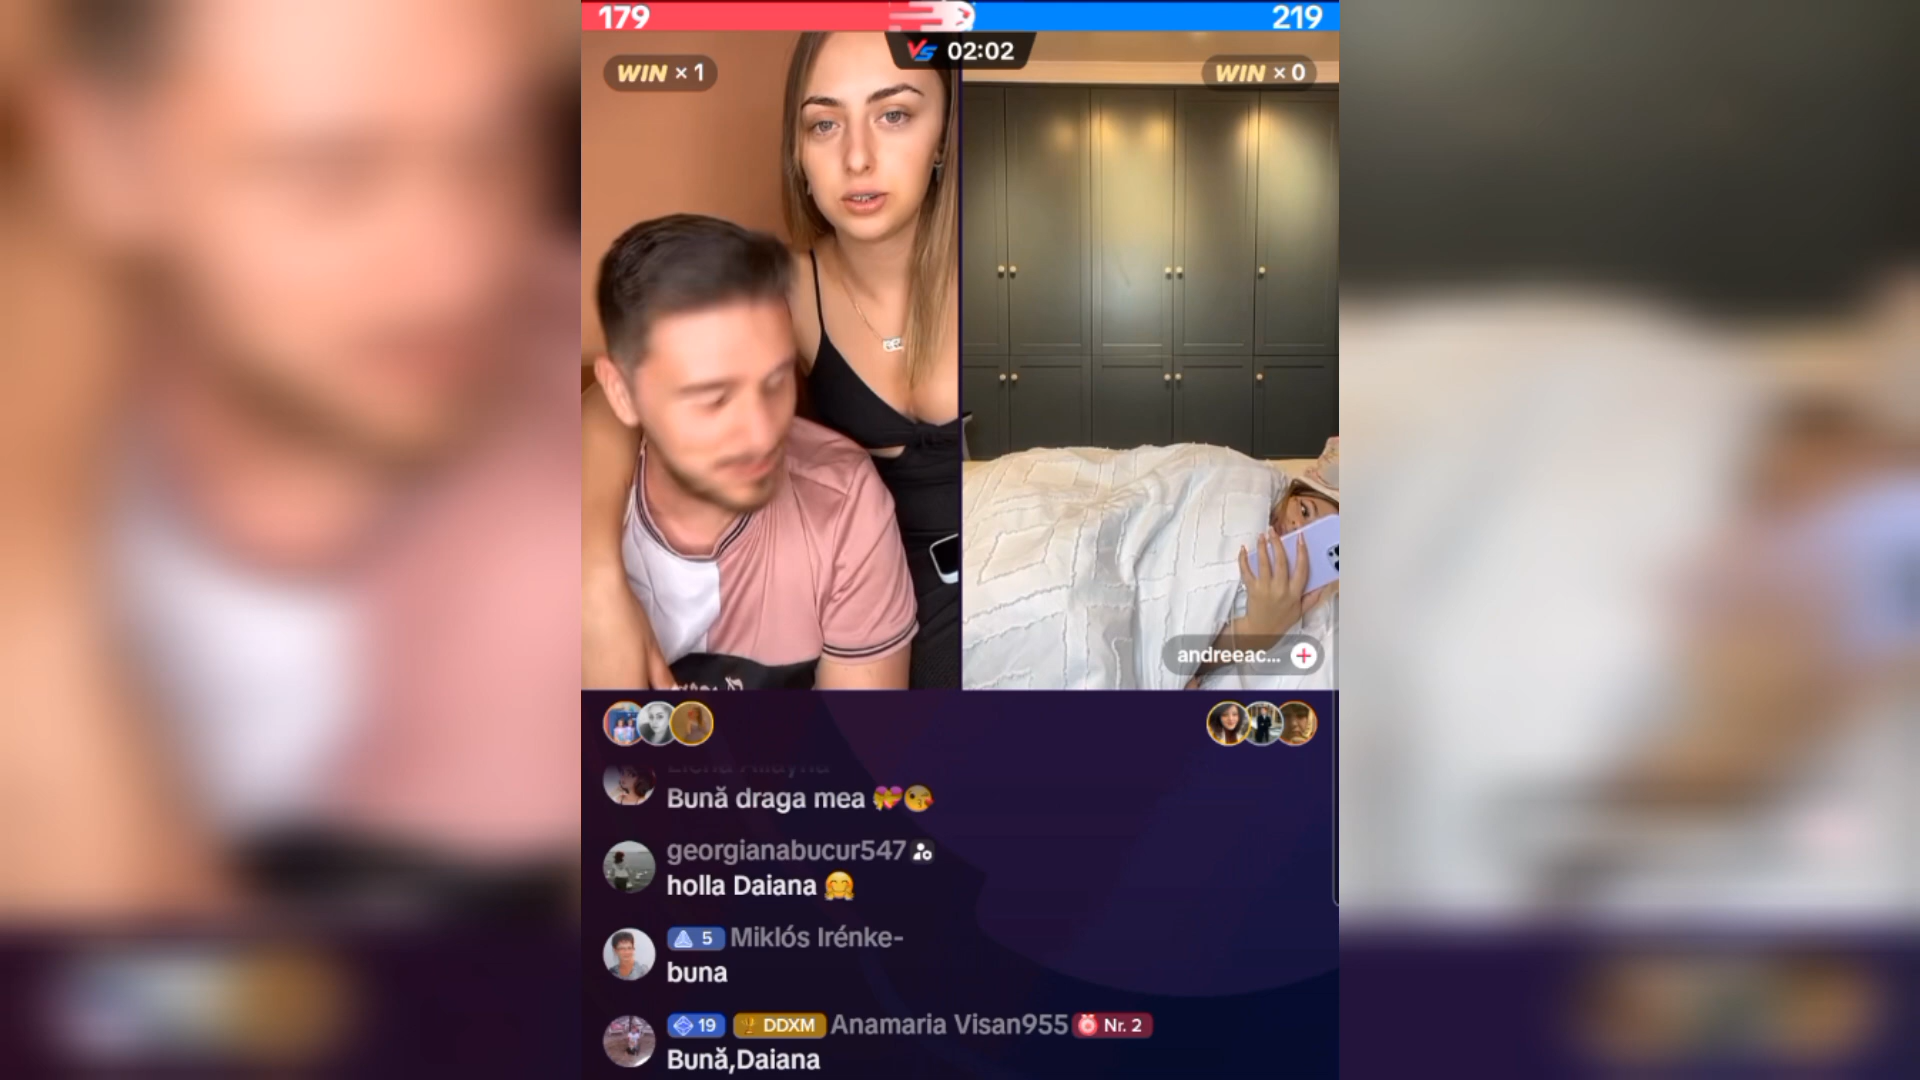 179
219
VS 02:02
WIN × 1
WIN × 0
andreeac...
Bună draga mea
georgianabucur547
holla Daiana
5 Miklós Irénke-
buna
19 DDXM Anamaria Visan955 Nr. 2
Bună,Daiana